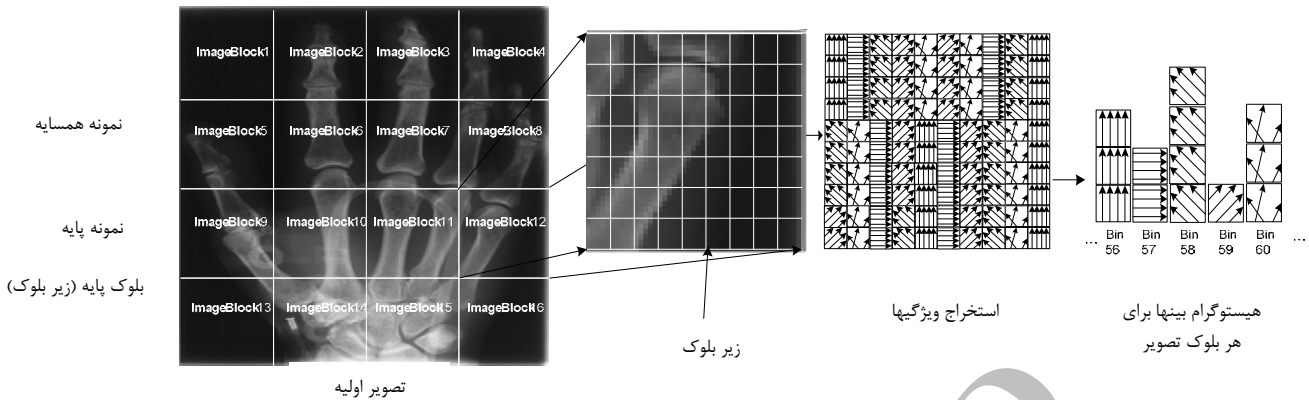 ImageBlock1 ImageBlock2 ImageBlock3 ImageBlock4
ImageBlock5 ImageBlock6 ImageBlock7 ImageBlock8
ImageBlock9 ImageBlock10 ImageBlock11 ImageBlock12
ImageBlock13 ImageBlock14 ImageBlock15 ImageBlock16
نمونه همسایه
نمونه پایه
بلوک پایه (زیر بلوک)
تصویر اولیه
زیر بلوک
استخراج ویژگیها
... Bin Bin Bin Bin Bin ...
56 57 58 59 60
هیستوگرام بینها برای
هر بلوک تصویر